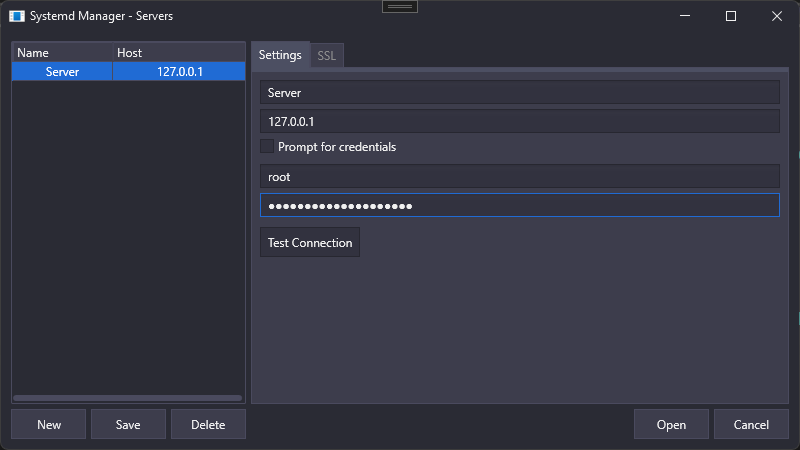 Systemd Manager - Servers
Name Host
Server 127.0.0.1
Settings SSL
Server
127.0.0.1
Prompt for credentials
root
●●●●●●●●●●●●●●●●●●●●
Test Connection
New Save Delete Open Cancel